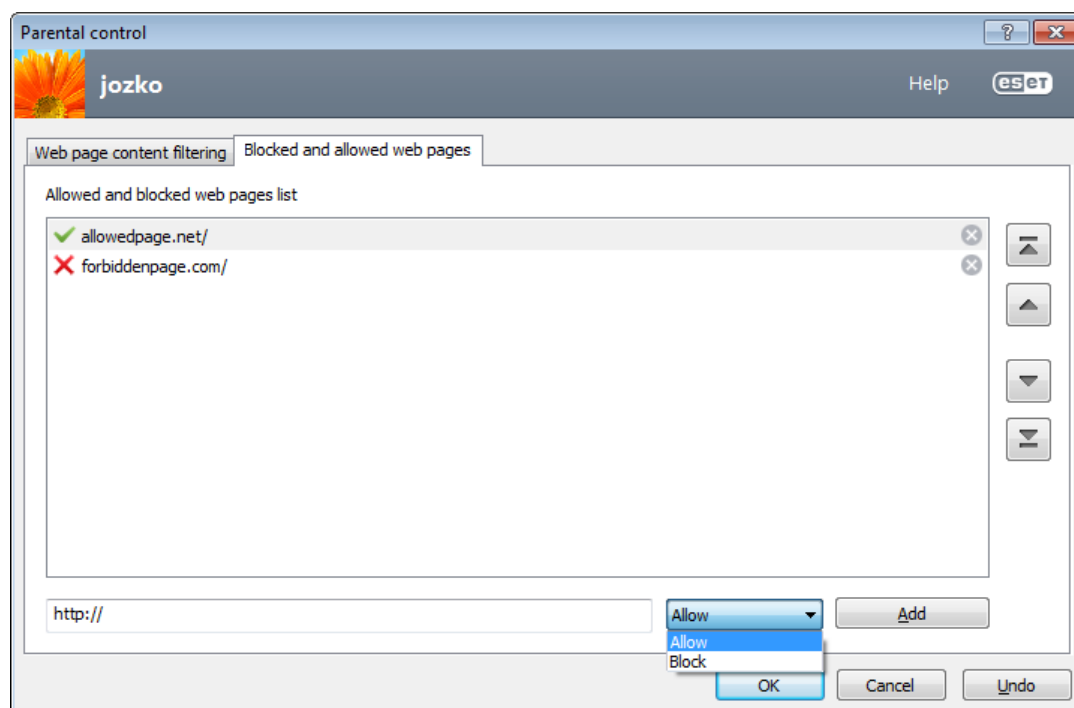 Parental control
jozko
Help
eset
Web page content filtering
Blocked and allowed web pages
Allowed and blocked web pages list
allowedpage.net/
forbiddenpage.com/
http://
Allow
Add
Allow
Block
OK
Cancel
Undo